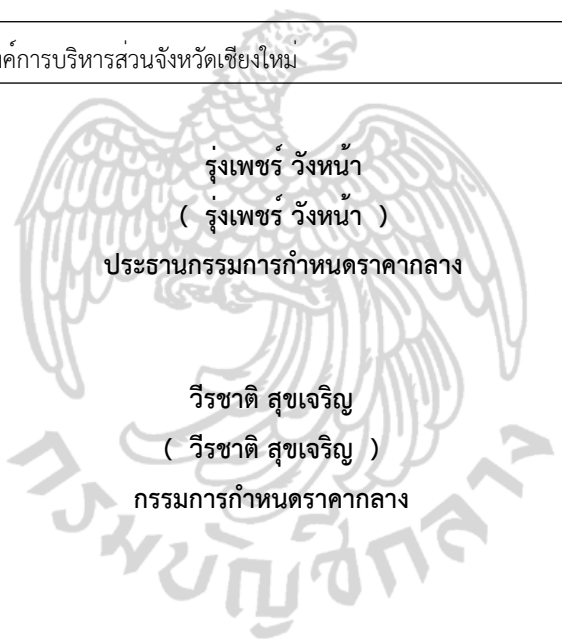 การบริหารส่วนจังหวัดเชียงใหม่
รุ่งเพชร์ วังหน้า
( รุ่งเพชร์ วังหน้า )
ประธานกรรมการกำหนดราคากลาง
วีรชาติ สุขเจริญ
( วีรชาติ สุขเจริญ )
กรรมการกำหนดราคากลาง
กรมบัญชีกลาง